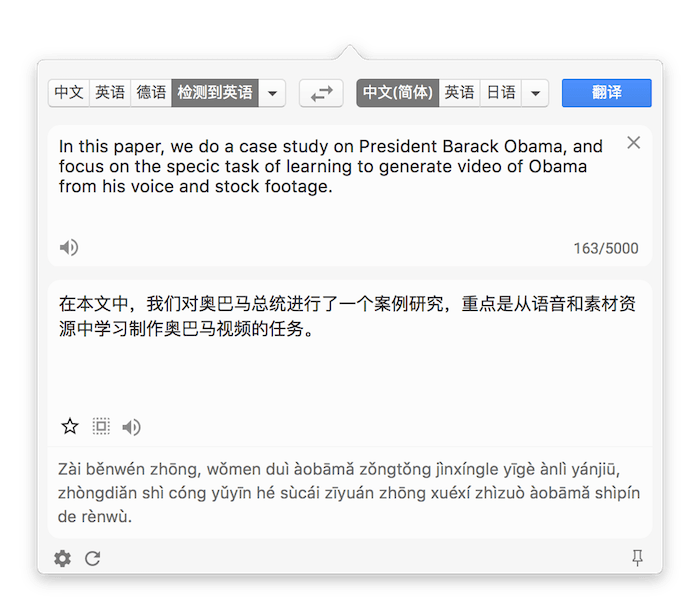 中文 英语 德语 检测到英语 中文(简体) 英语 日语 翻译
In this paper, we do a case study on President Barack Obama, and
focus on the specic task of learning to generate video of Obama
from his voice and stock footage.
163/5000
在本文中，我们对奥巴马总统进行了一个案例研究，重点是从语音和素材资
源中学习制作奥巴马视频的任务。
Zài běnwén zhōng, wǒmen duì àobāmǎ zǒngtǒng jìnxíngle yīgè ànlì yánjiū,
zhòngdiǎn shì cóng yǔyīn hé sùcái zīyuán zhōng xuéxí zhìzuò àobāmǎ shìpín
de rènwù.